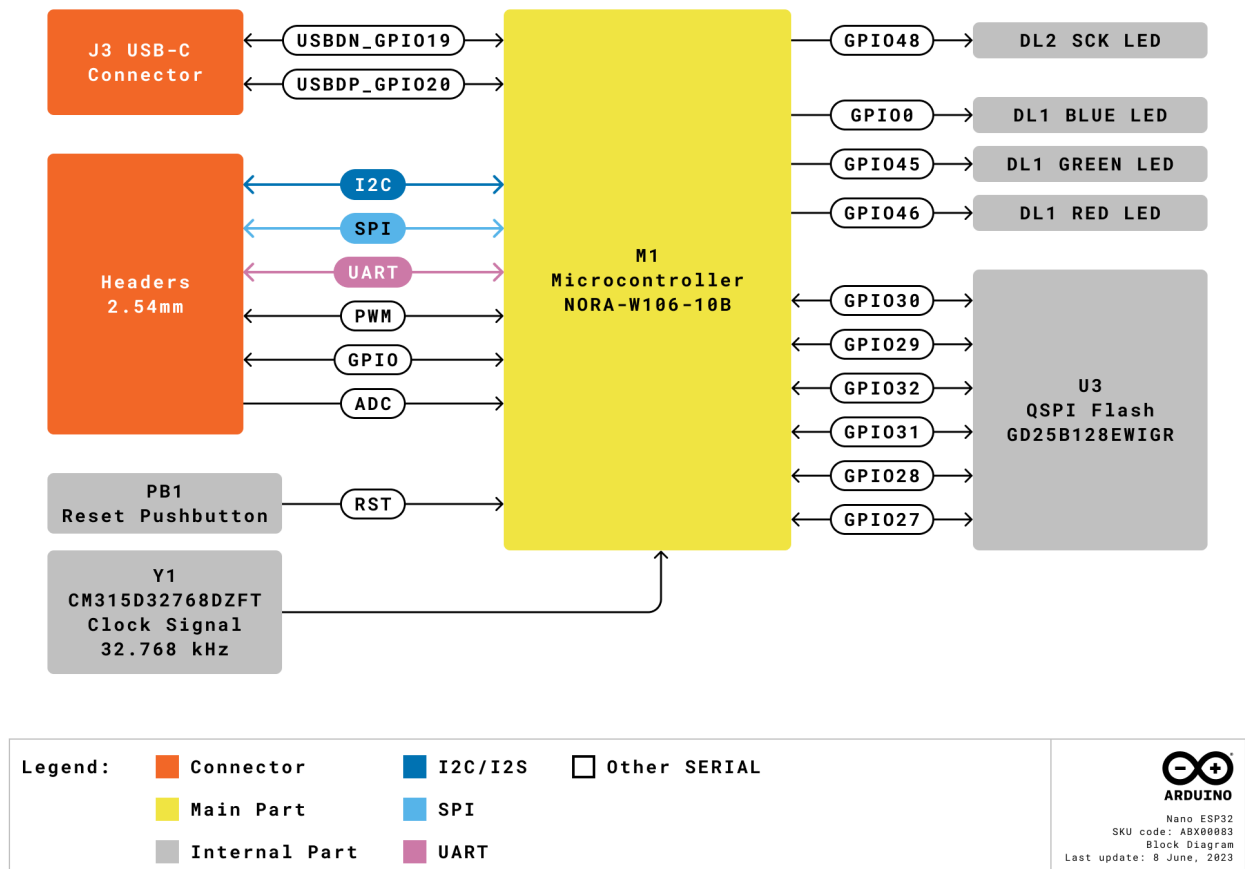 J3 USB-C
Connector
USBDN_GPIO19
USBDP_GPIO20
Headers
2.54mm
I2C
SPI
UART
PWM
GPIO
ADC
PB1
Reset Pushbutton
RST
Y1
CM315D32768DZFT
Clock Signal
32.768 kHz
M1
Microcontroller
NORA-W106-10B
GPIO48
DL2 SCK LED
GPIO0
DL1 BLUE LED
GPIO45
DL1 GREEN LED
GPIO46
DL1 RED LED
GPIO30
GPIO29
GPIO32
GPIO31
GPIO28
GPIO27
U3
QSPI Flash
GD25B128EWIGR
Legend:
Connector
Main Part
Internal Part
I2C/I2S
SPI
UART
Other SERIAL
ARDUINO
Nano ESP32
SKU code: ABX00083
Block Diagram
Last update: 8 June, 2023